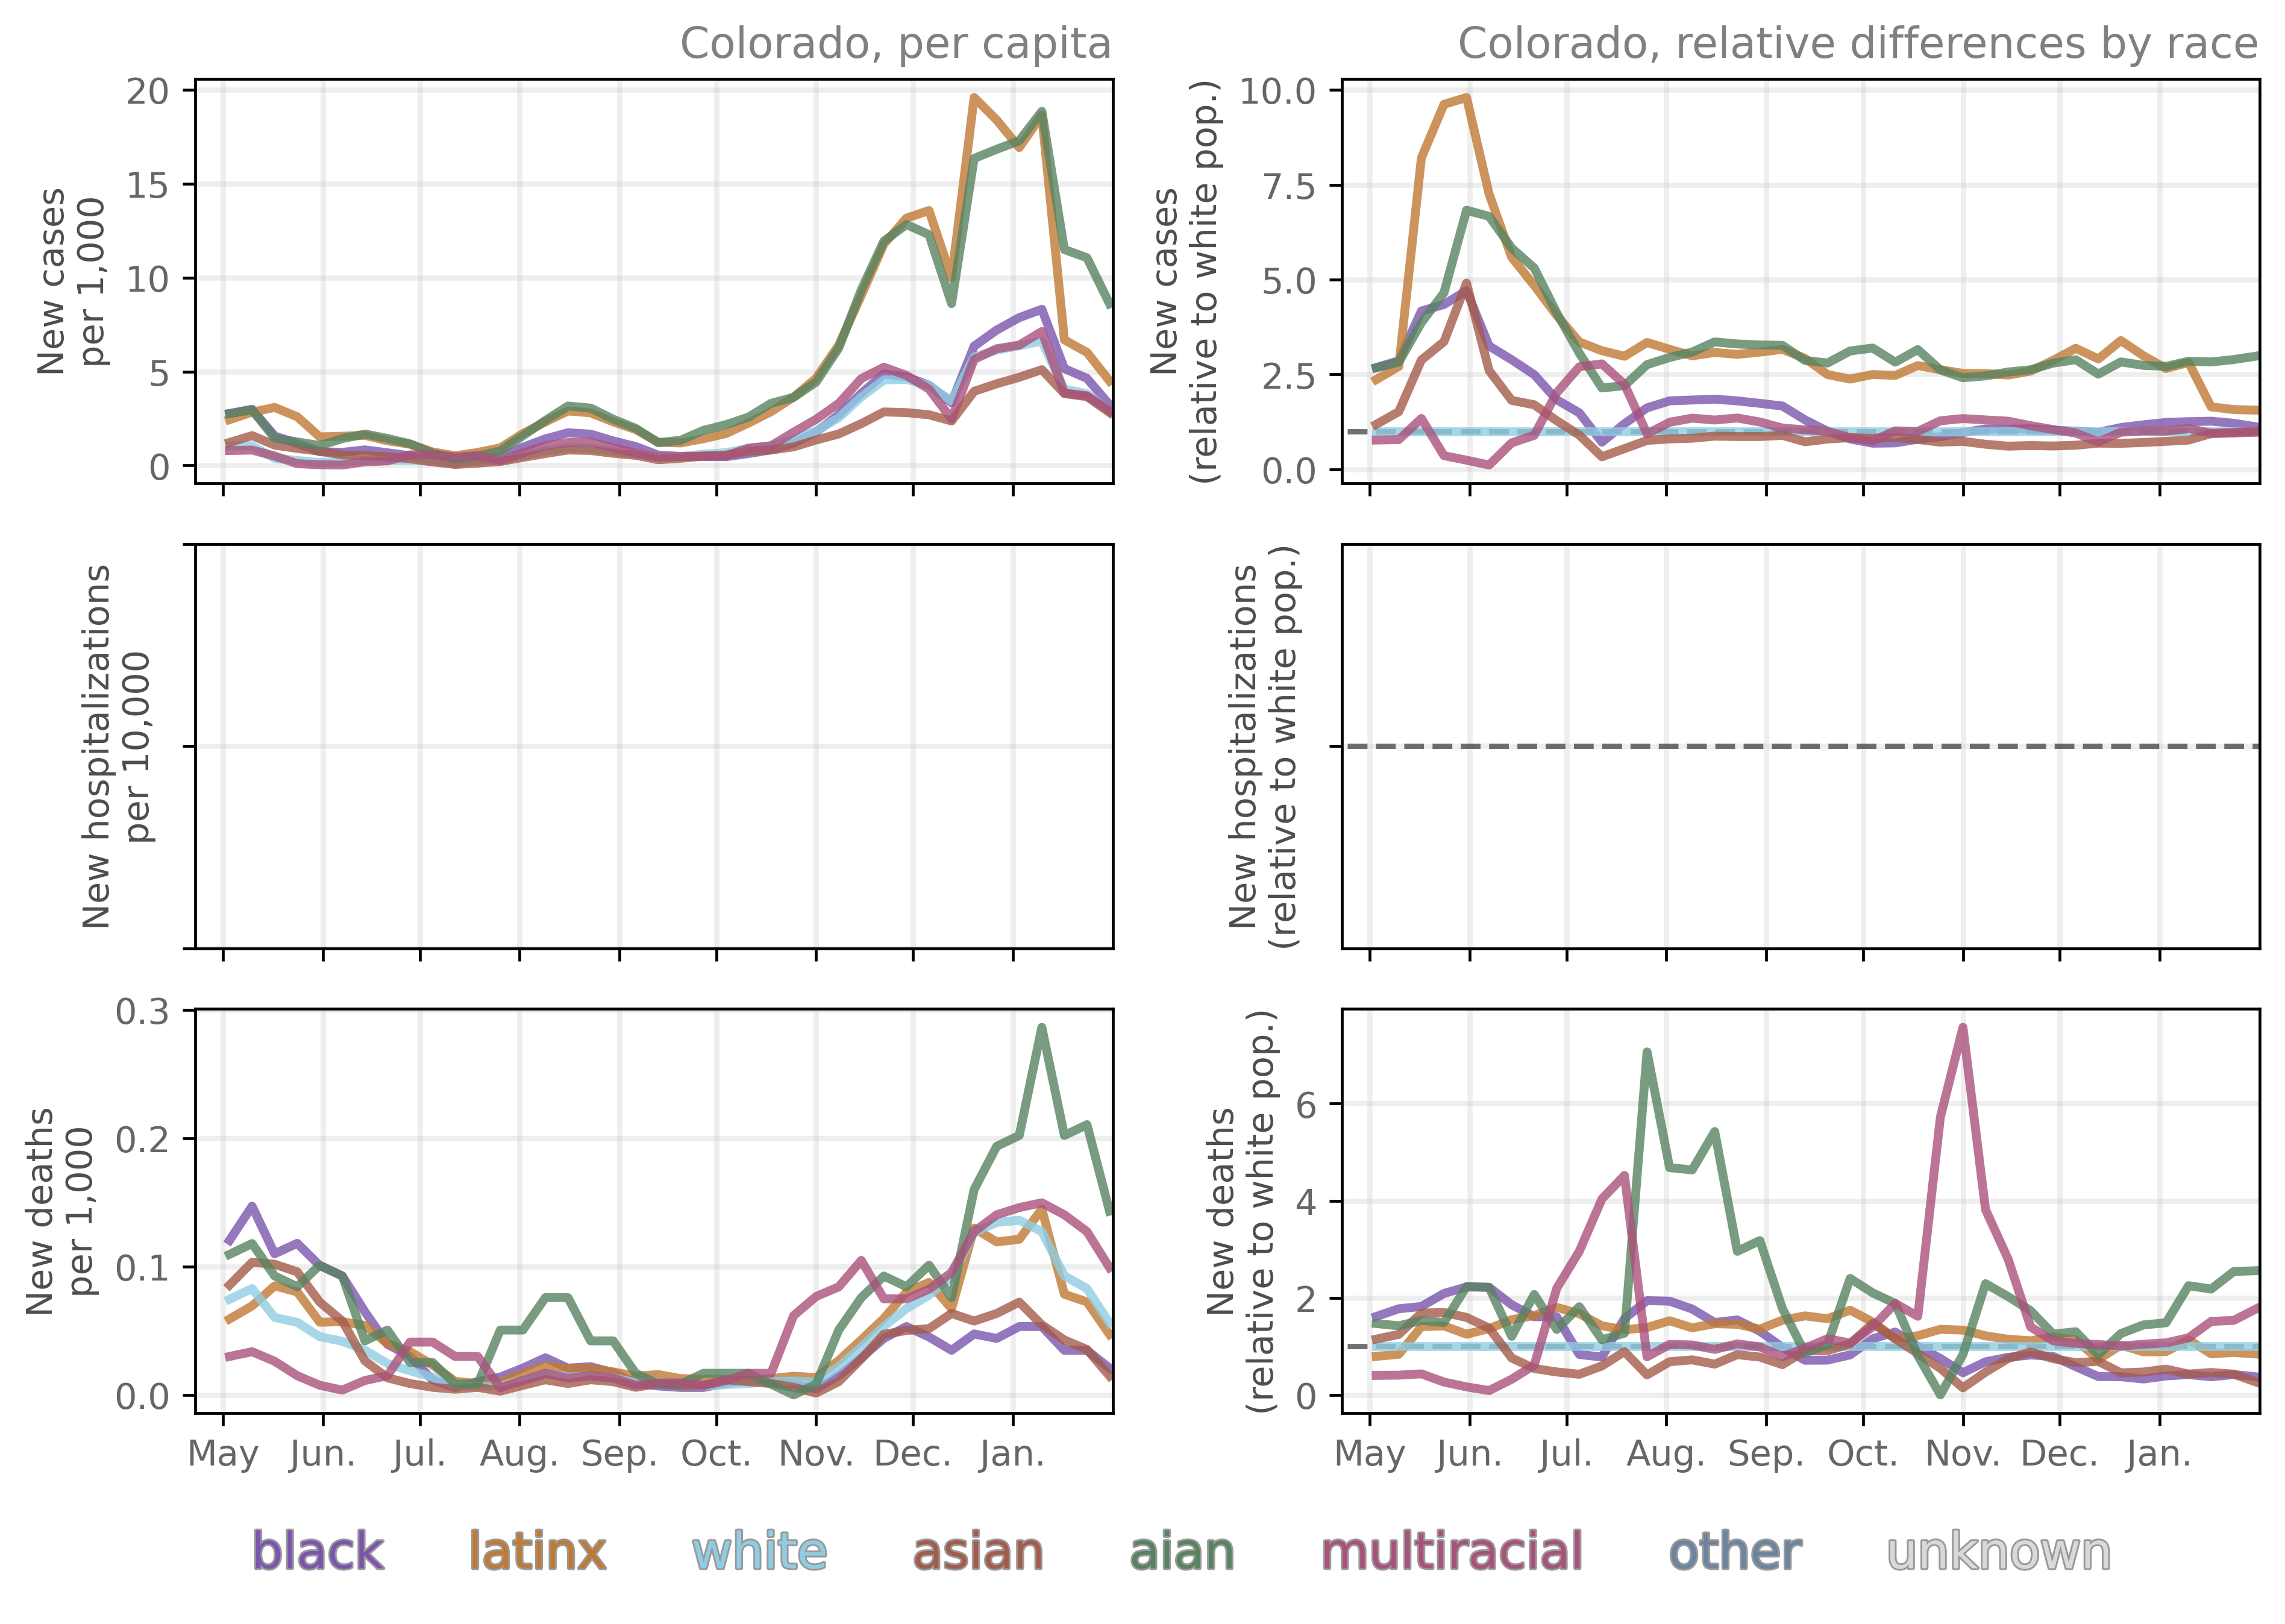 Colorado, per capita
New cases
per 1,000
20
15
10
5
0
Colorado, relative differences by race
New cases
(relative to white pop.)
10.0
7.5
5.0
2.5
0.0
New hospitalizations
per 10,000
New hospitalizations
(relative to white pop.)
New deaths
per 1,000
0.3
0.2
0.1
0.0
May Jun. Jul. Aug. Sep. Oct. Nov. Dec. Jan.
New deaths
(relative to white pop.)
6
4
2
0
May Jun. Jul. Aug. Sep. Oct. Nov. Dec. Jan.
black latinx white asian aian multiracial other unknown